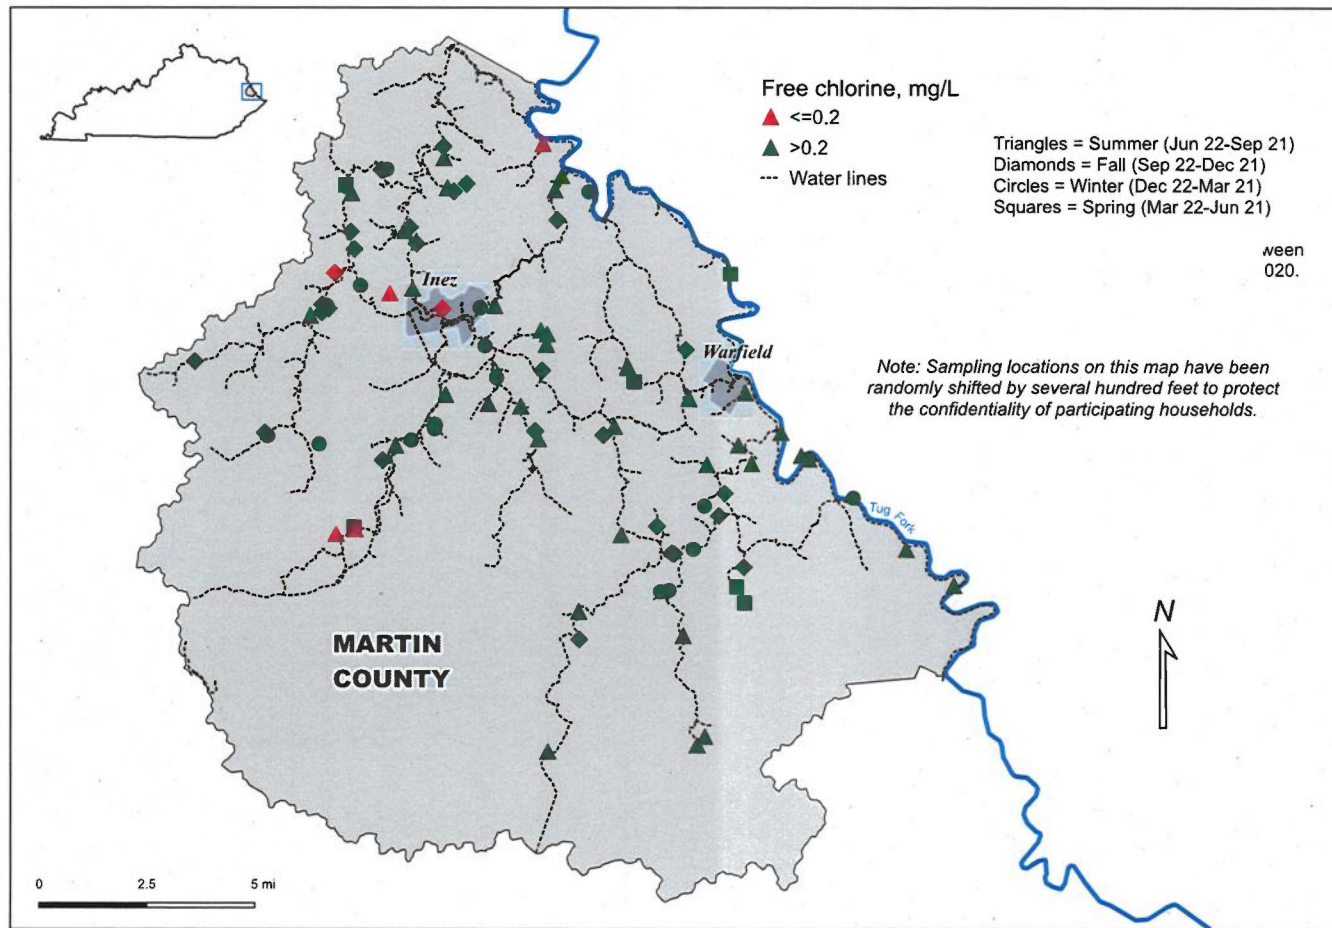 Free chlorine, mg/L
<=0.2
>0.2
Water lines
Triangles = Summer (Jun 22-Sep 21)
Diamonds = Fall (Sep 22-Dec 21)
Circles = Winter (Dec 22-Mar 21)
Squares = Spring (Mar 22-Jun 21)
ween
020.
Inez
Warfield
Note: Sampling locations on this map have been
randomly shifted by several hundred feet to protect
the confidentiality of participating households.
Tug Fork
MARTIN
COUNTY
N
0 2.5 5 mi